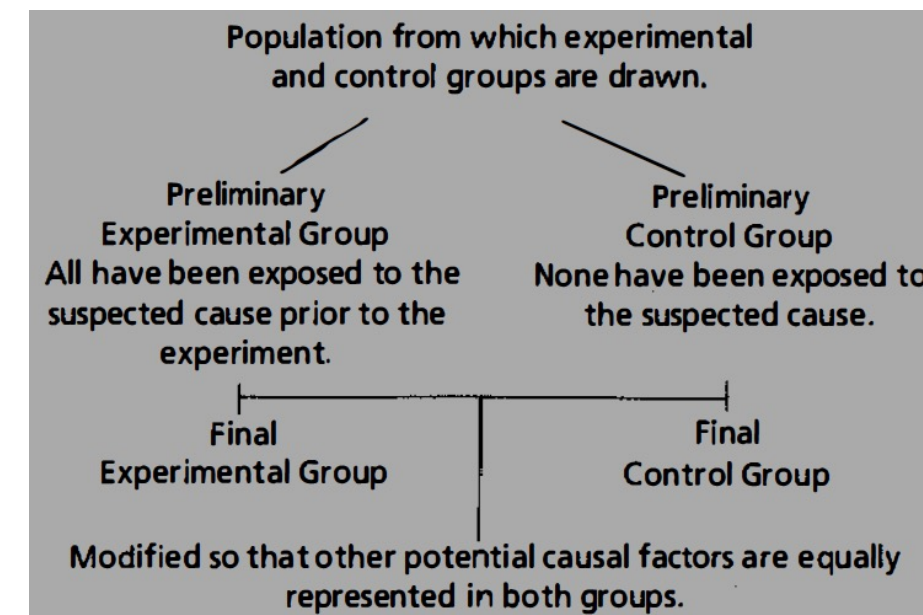 Population from which experimental
and control groups are drawn.
Preliminary
Experimental Group
All have been exposed to the
suspected cause prior to the
experiment.
Preliminary
Control Group
None have been exposed to
the suspected cause.
Final
Experimental Group
Final
Control Group
Modified so that other potential causal factors are equally
represented in both groups.